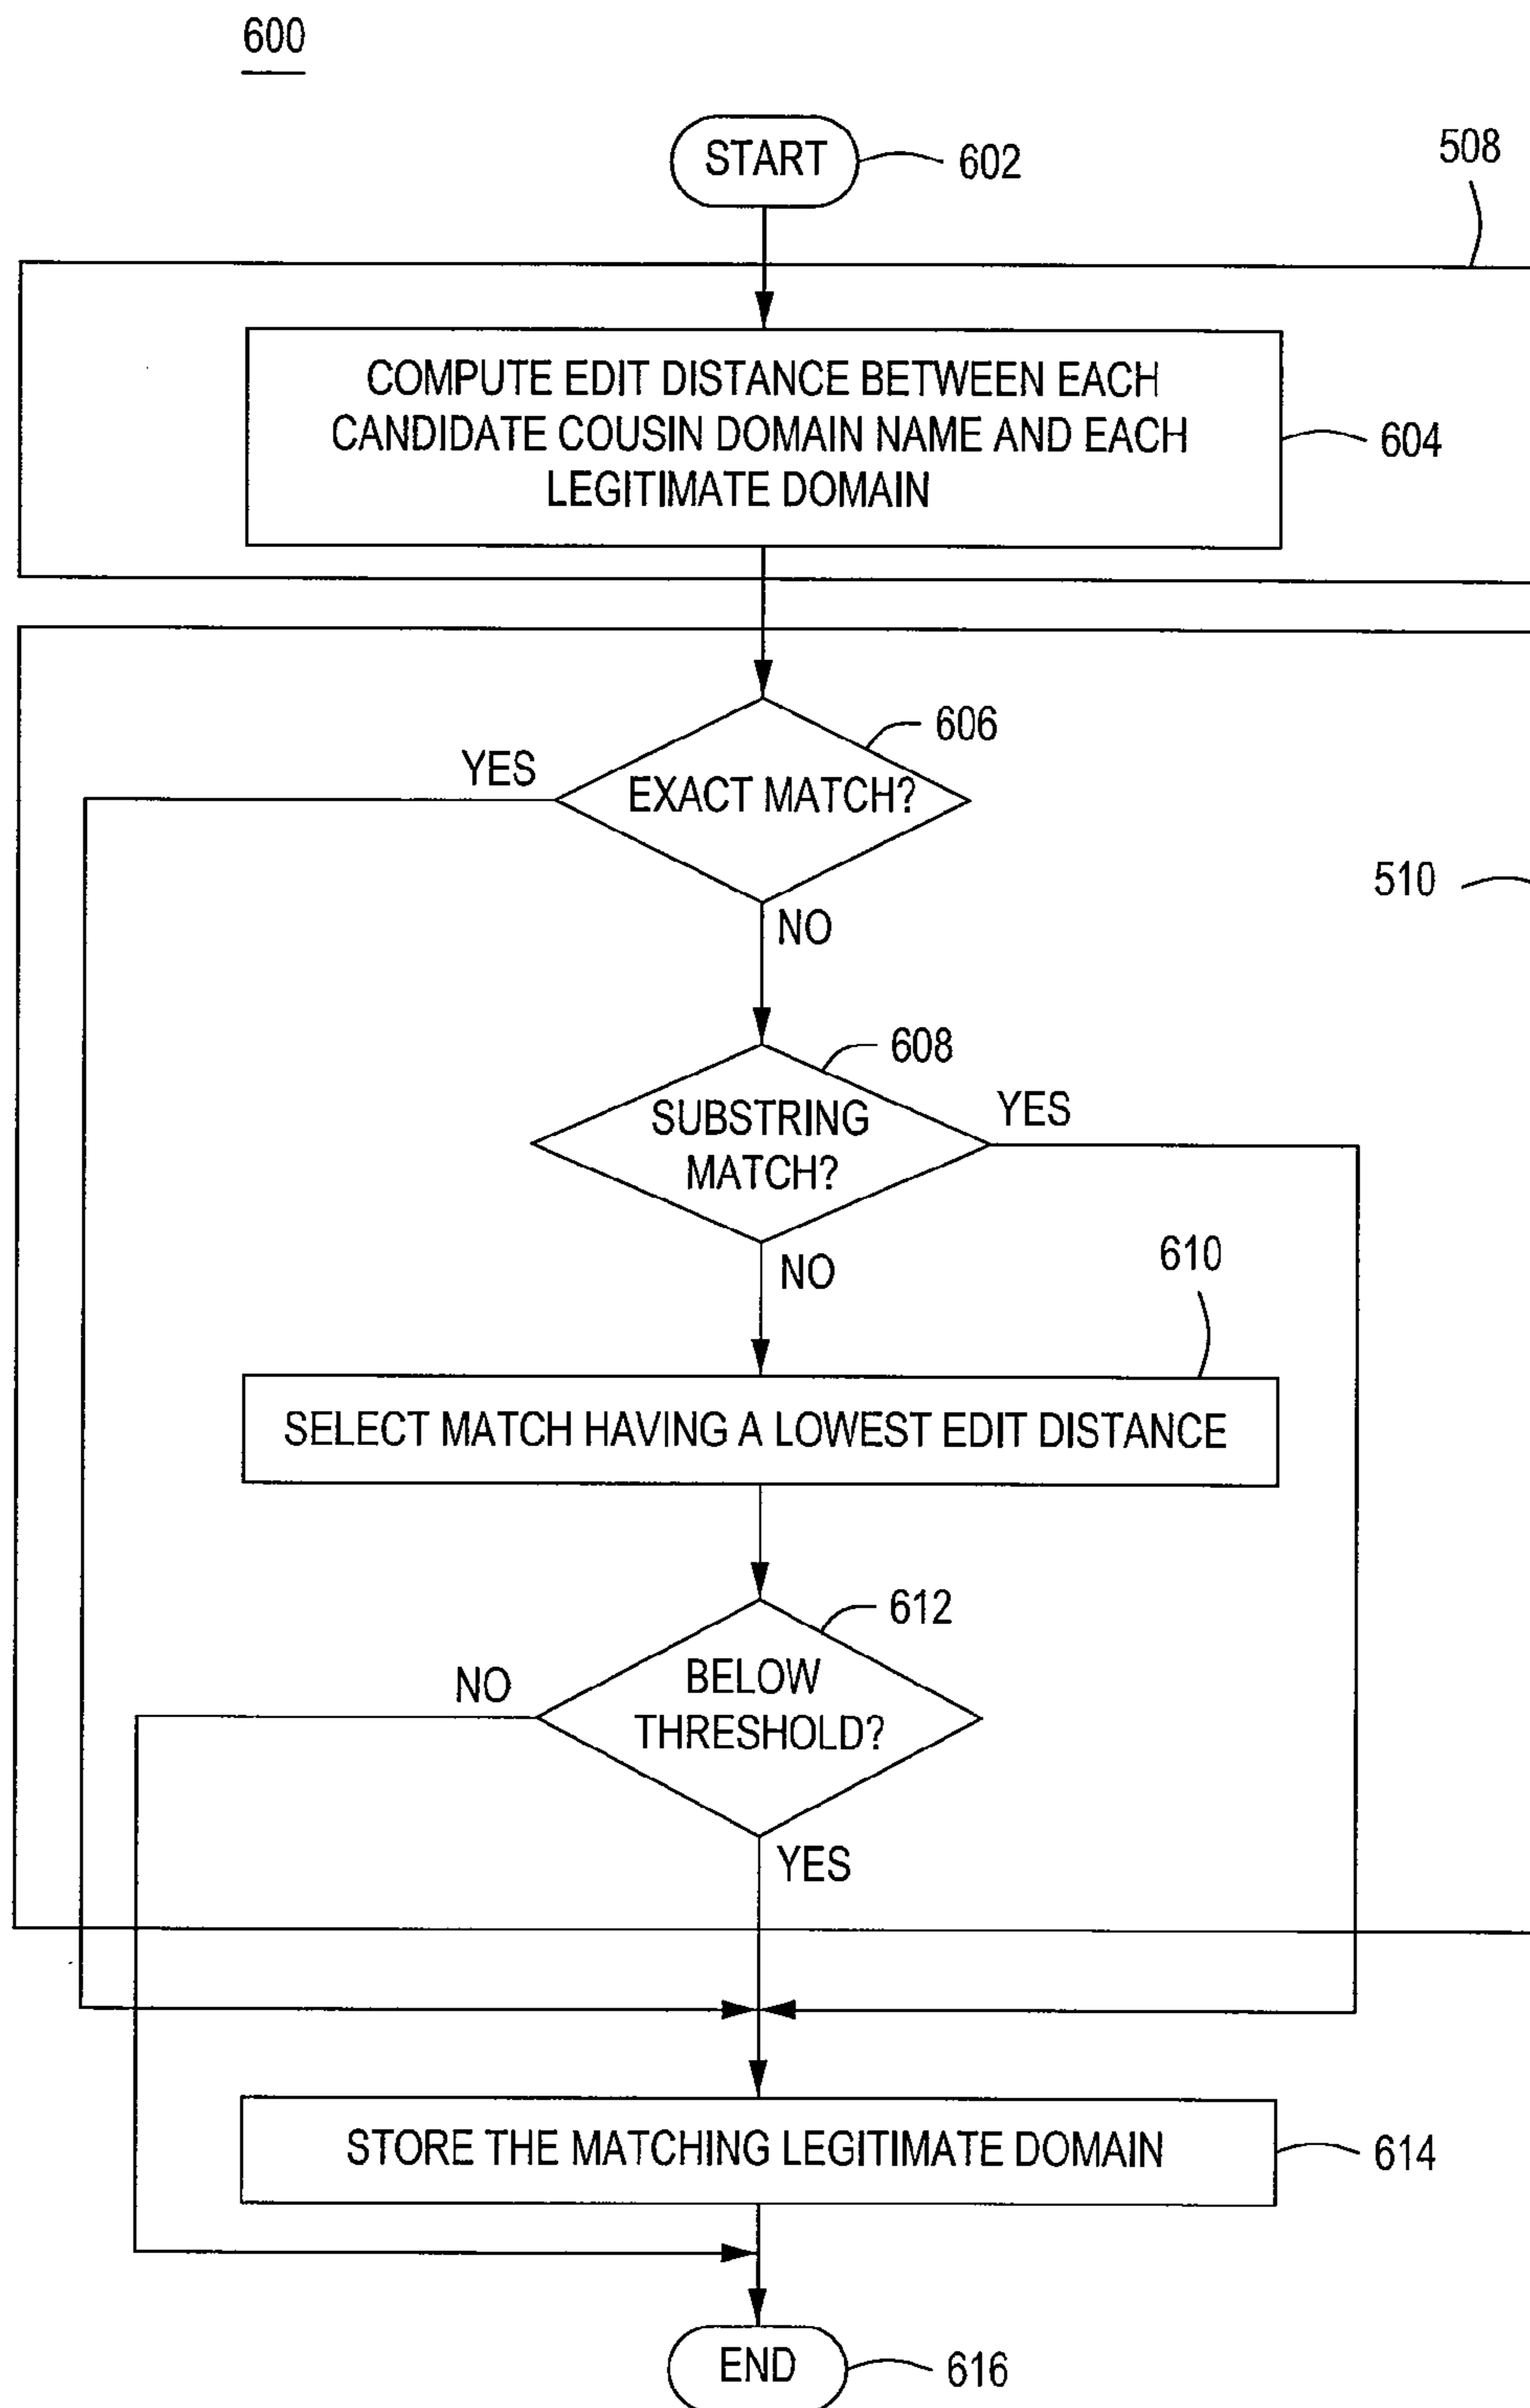 600
START
602
508
COMPUTE EDIT DISTANCE BETWEEN EACH
CANDIDATE COUSIN DOMAIN NAME AND EACH
LEGITIMATE DOMAIN
604
606
YES
EXACT MATCH?
510
NO
608
SUBSTRING
MATCH?
YES
NO
610
SELECT MATCH HAVING A LOWEST EDIT DISTANCE
612
NO
BELOW
THRESHOLD?
YES
STORE THE MATCHING LEGITIMATE DOMAIN
614
END
616